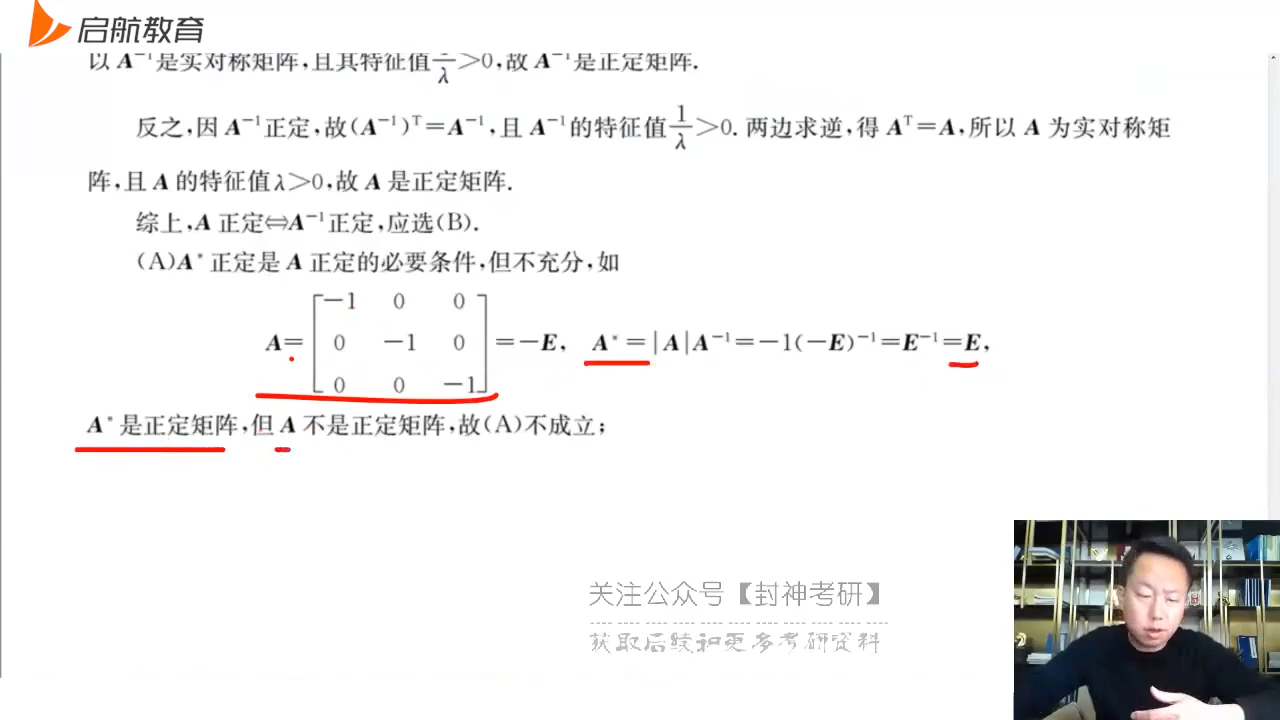 启航教育
以 A⁻¹是实对称矩阵,且其特征值1/λ>0,故 A⁻¹是正定矩阵.
反之,因 A⁻¹正定,故(A⁻¹)ᵀ=A⁻¹,且 A⁻¹的特征值1/λ>0.两边求逆,得 Aᵀ=A,所以 A 为实对称矩
阵,且 A 的特征值λ>0,故 A 是正定矩阵.
综上,A 正定⇔A⁻¹正定,应选(B).
(A)A* 正定是 A 正定的必要条件,但不充分,如
A=[−1 0 0
0 −1 0
0 0 −1]=−E, A*=|A|A⁻¹=−1(−E)⁻¹=E⁻¹=E,
A*是正定矩阵,但 A 不是正定矩阵,故(A)不成立;
关注公众号【封神考研】
获取后续和更多考研资料